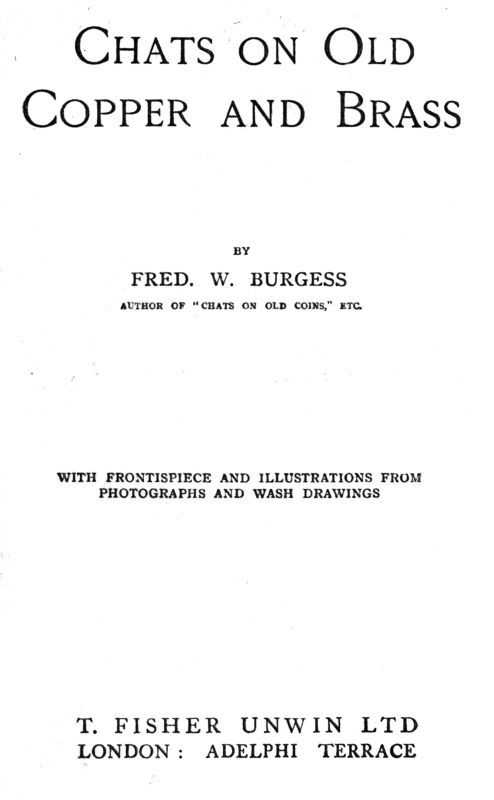 CHATS ON OLD
COPPER AND BRASS
BY
FRED. W. BURGESS
AUTHOR OF "CHATS ON OLD COINS," ETC.
WITH FRONTISPIECE AND ILLUSTRATIONS FROM
PHOTOGRAPHS AND WASH DRAWINGS
T. FISHER UNWIN LTD
LONDON: ADELPHI TERRACE